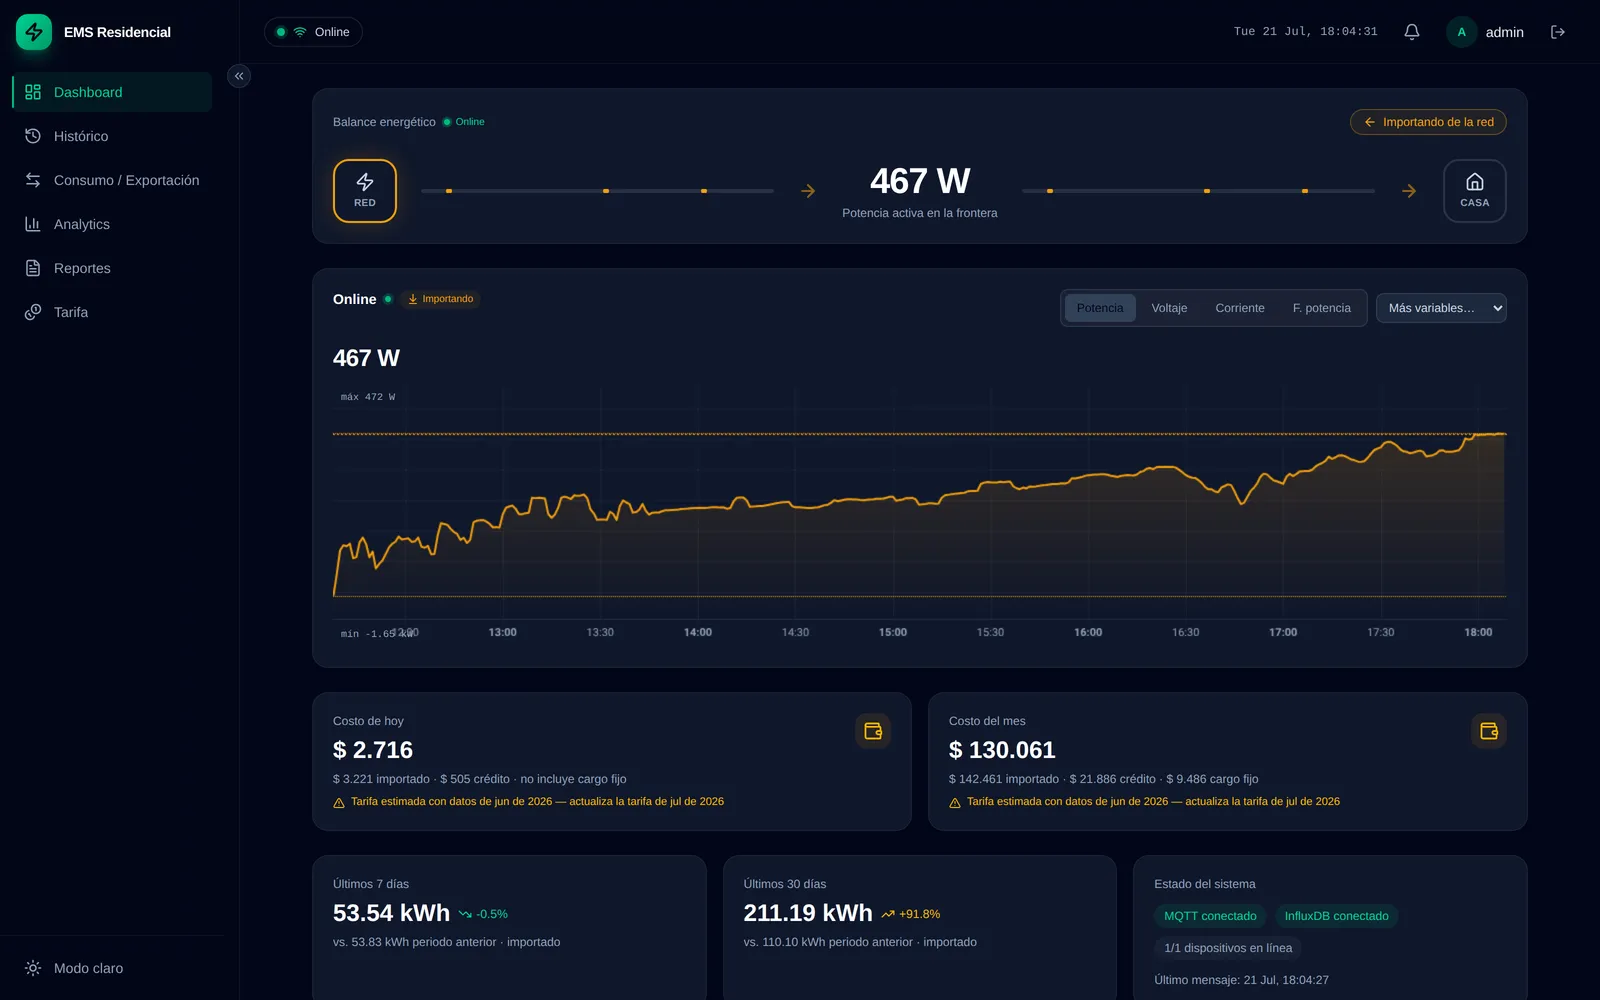 EMS Residencial
Online
Tue 21 Jul, 18:04:31
A
admin
Dashboard
Histórico
Consumo / Exportación
Analytics
Reportes
Tarifa
Modo claro
Balance energético
Online
Importando de la red
RED
467 W
Potencia activa en la frontera
CASA
Online
Importando
Potencia
Voltaje
Corriente
F. potencia
Más variables...
467 W
máx 472 W
mín -1.65 kW
12:00
13:00
13:30
14:00
14:30
15:00
15:30
16:00
16:30
17:00
17:30
18:00
Costo de hoy
$ 2.716
$ 3.221 importado · $ 505 crédito · no incluye cargo fijo
Tarifa estimada con datos de jun de 2026 — actualiza la tarifa de jul de 2026
Costo del mes
$ 130.061
$ 142.461 importado · $ 21.886 crédito · $ 9.486 cargo fijo
Tarifa estimada con datos de jun de 2026 — actualiza la tarifa de jul de 2026
Últimos 7 días
53.54 kWh -0.5%
vs. 53.83 kWh periodo anterior · importado
Últimos 30 días
211.19 kWh +91.8%
vs. 110.10 kWh periodo anterior · importado
Estado del sistema
MQTT conectado
InfluxDB conectado
1/1 dispositivos en línea
Último mensaje: 21 Jul, 18:04:27